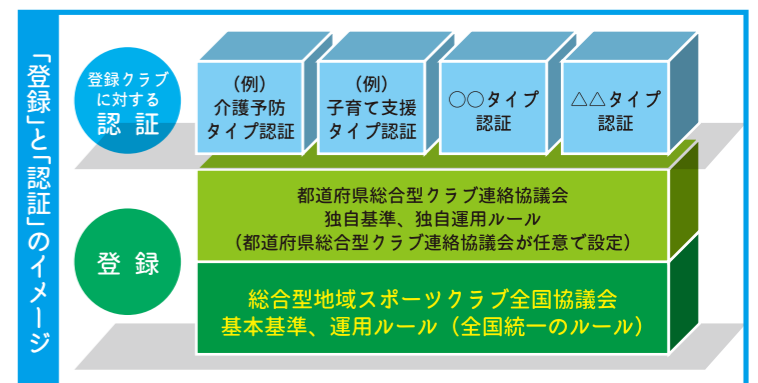 「登録」と「認証」のイメージ
登録クラブ
に対する
認 証
（例）
介護予防
タイプ認証
（例）
子育て支援
タイプ認証
○○タイプ
認証
△△タイプ
認証
登 録
都道府県総合型クラブ連絡協議会
独自基準、独自運用ルール
（都道府県総合型クラブ連絡協議会が任意で設定）
総合型地域スポーツクラブ全国協議会
基本基準、運用ルール（全国統一のルール）